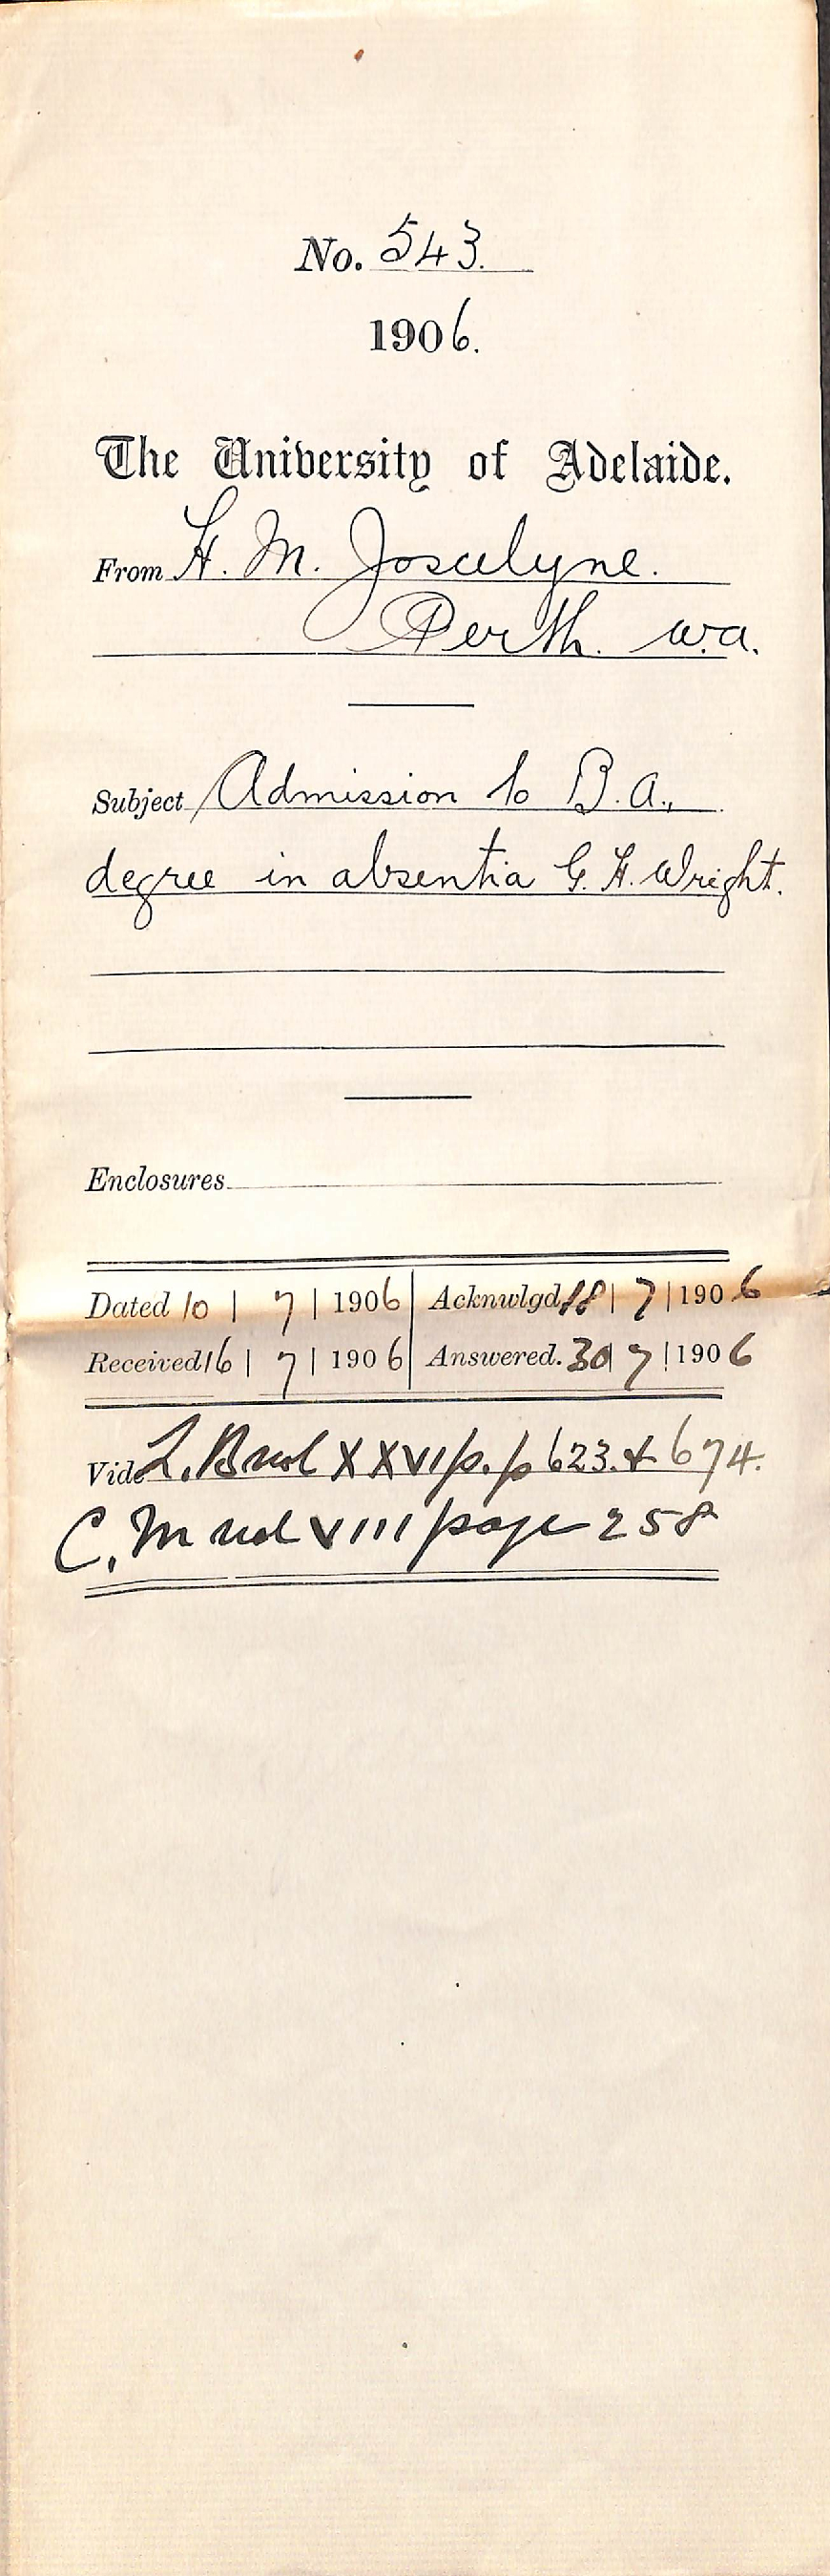 No. 543.
1906.
The University of Adelaide.
From H. M. Joscelyne.
Perth. W.A.
Subject Admission to B.A.,
degree in absentia G. H. Wright.
Enclosures
Dated 10 | 7 | 1906 Acknwlgd 18 | 7 | 1906
Received 16 | 7 | 1906 Answered. 30 | 7 | 1906
Vide L. B vol XXVI p.p 623. & 674.
C. M vol VIII page 258